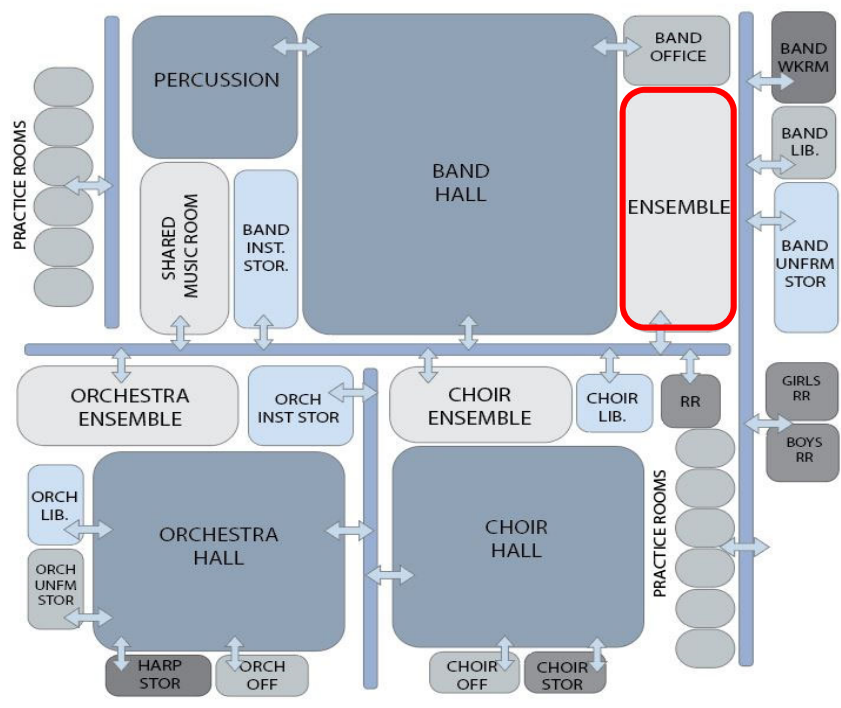 PERCUSSION
BAND
HALL
BAND
OFFICE
BAND
WKRM
BAND
LIB.
BAND
UNFRM
STOR
ENSEMBLE
PRACTICE ROOMS
SHARED
MUSIC ROOM
BAND
INST.
STOR.
ORCHESTRA
ENSEMBLE
ORCH
INST STOR
CHOIR
ENSEMBLE
CHOIR
LIB.
RR
GIRLS
RR
BOYS
RR
ORCH
LIB.
ORCHESTRA
HALL
CHOIR
HALL
PRACTICE ROOMS
ORCH
UNFM
STOR
HARP
STOR
ORCH
OFF
CHOIR
OFF
CHOIR
STOR